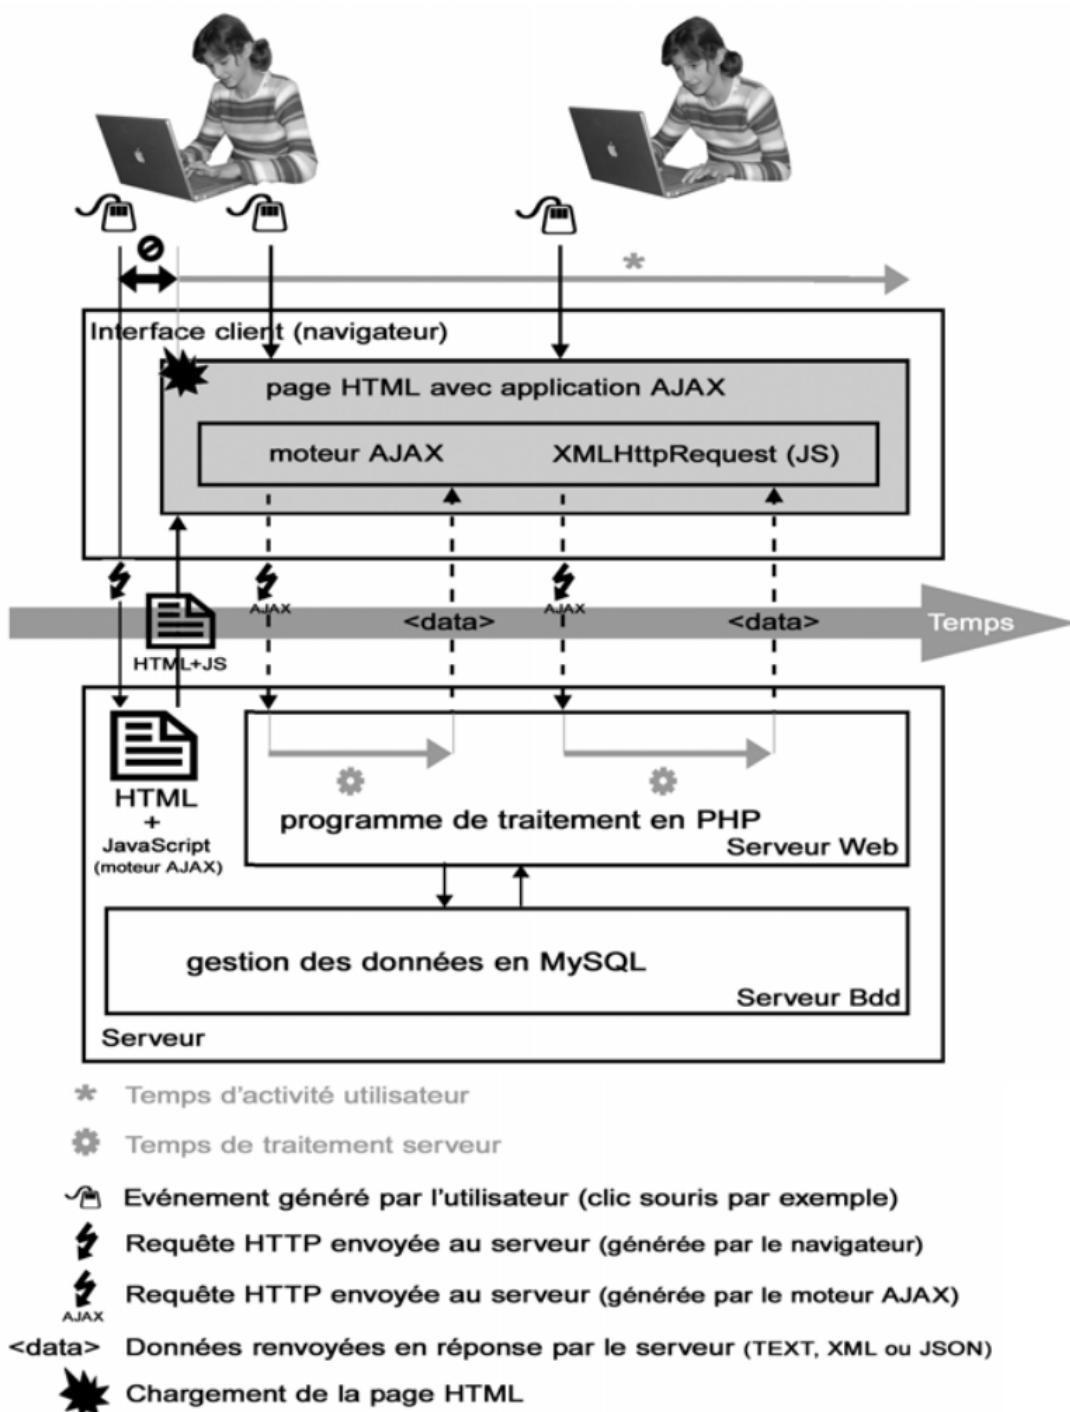 Interface client (navigateur)
page HTML avec application AJAX
moteur AJAX XMLHttpRequest (JS)
AJAX
<data>
AJAX
<data>
Temps
HTML+JS
HTML
+
JavaScript
(moteur AJAX)
programme de traitement en PHP
Serveur Web
gestion des données en MySQL
Serveur Bdd
Serveur
* Temps d'activité utilisateur
Temps de traitement serveur
Evénement généré par l'utilisateur (clic souris par exemple)
Requête HTTP envoyée au serveur (générée par le navigateur)
Requête HTTP envoyée au serveur (générée par le moteur AJAX)
AJAX
<data> Données renvoyées en réponse par le serveur (TEXT, XML ou JSON)
Chargement de la page HTML